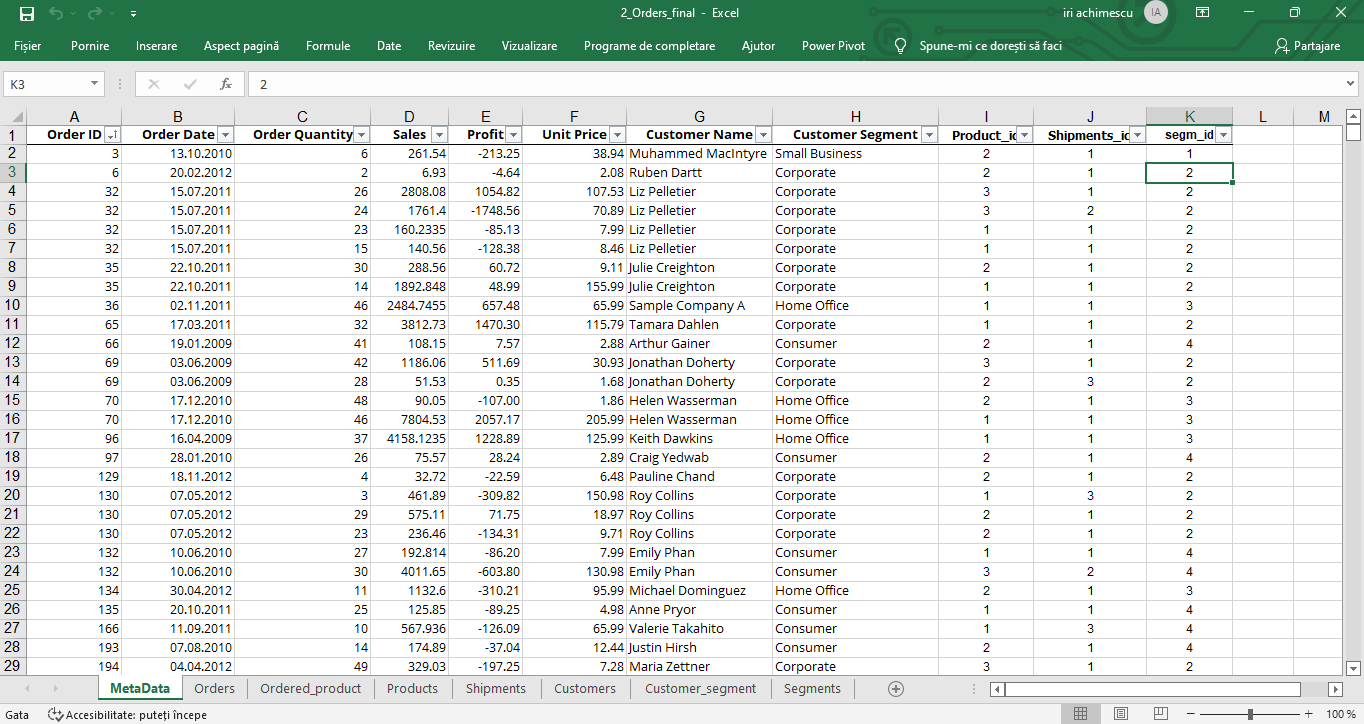 2_Orders_final - Excel
iri achimescu IA
Fișier Pornire Inserare Aspect pagină Formule Date Revizuire Vizualizare Programe de completare Ajutor Power Pivot Spune-mi ce dorești să faci Partajare
K3 fx 2
A B C D E F G H I J K L M
1 Order ID Order Date Order Quantity Sales Profit Unit Price Customer Name Customer Segment Product_id Shipments_id segm_id
2 3 13.10.2010 6 261.54 -213.25 38.94 Muhammed MacIntyre Small Business 2 1 1
3 6 20.02.2012 2 6.93 -4.64 2.08 Ruben Dartt Corporate 2 1 2
4 32 15.07.2011 26 2808.08 1054.82 107.53 Liz Pelletier Corporate 3 1 2
5 32 15.07.2011 24 1761.4 -1748.56 70.89 Liz Pelletier Corporate 3 2 2
6 32 15.07.2011 23 160.2335 -85.13 7.99 Liz Pelletier Corporate 1 1 2
7 32 15.07.2011 15 140.56 -128.38 8.46 Liz Pelletier Corporate 1 1 2
8 35 22.10.2011 30 288.56 60.72 9.11 Julie Creighton Corporate 2 1 2
9 35 22.10.2011 14 1892.848 48.99 155.99 Julie Creighton Corporate 1 1 2
10 36 02.11.2011 46 2484.7455 657.48 65.99 Sample Company A Home Office 1 1 3
11 65 17.03.2011 32 3812.73 1470.30 115.79 Tamara Dahlen Corporate 1 1 2
12 66 19.01.2009 41 108.15 7.57 2.88 Arthur Gainer Consumer 2 1 4
13 69 03.06.2009 42 1186.06 511.69 30.93 Jonathan Doherty Corporate 3 1 2
14 69 03.06.2009 28 51.53 0.35 1.68 Jonathan Doherty Corporate 2 3 2
15 70 17.12.2010 48 90.05 -107.00 1.86 Helen Wasserman Home Office 2 1 3
16 70 17.12.2010 46 7804.53 2057.17 205.99 Helen Wasserman Home Office 1 1 3
17 96 16.04.2009 37 4158.1235 1228.89 125.99 Keith Dawkins Home Office 1 1 3
18 97 28.01.2010 26 75.57 28.24 2.89 Craig Yedwab Consumer 2 1 4
19 129 18.11.2012 4 32.72 -22.59 6.48 Pauline Chand Corporate 2 1 2
20 130 07.05.2012 3 461.89 -309.82 150.98 Roy Collins Corporate 1 3 2
21 130 07.05.2012 29 575.11 71.75 18.97 Roy Collins Corporate 2 1 2
22 130 07.05.2012 23 236.46 -134.31 9.71 Roy Collins Corporate 2 1 2
23 132 10.06.2010 27 192.814 -86.20 7.99 Emily Phan Consumer 1 1 4
24 132 10.06.2010 30 4011.65 -603.80 130.98 Emily Phan Consumer 3 2 4
25 134 30.04.2012 11 1132.6 -310.21 95.99 Michael Dominguez Home Office 2 1 3
26 135 20.10.2011 25 125.85 -89.25 4.98 Anne Pryor Consumer 1 1 4
27 166 11.09.2011 10 567.936 -126.09 65.99 Valerie Takahito Consumer 1 3 4
28 193 07.08.2010 14 174.89 -37.04 12.44 Justin Hirsh Consumer 2 1 4
29 194 04.04.2012 49 329.03 -197.25 7.28 Maria Zettner Corporate 3 1 2
MetaData Orders Ordered_product Products Shipments Customers Customer_segment Segments
Gata Accesibilitate: puteți începe 100 %